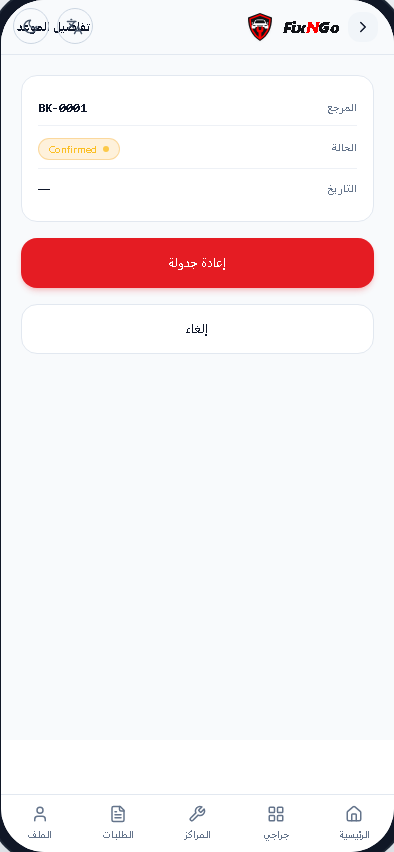 FixNGo
تفاصيل الموعد
المرجع
BK-0001
الحالة
Confirmed
التاريخ
—
إعادة جدولة
إلغاء
الرئيسية
جراجي
المراكز
الطلبات
الملف